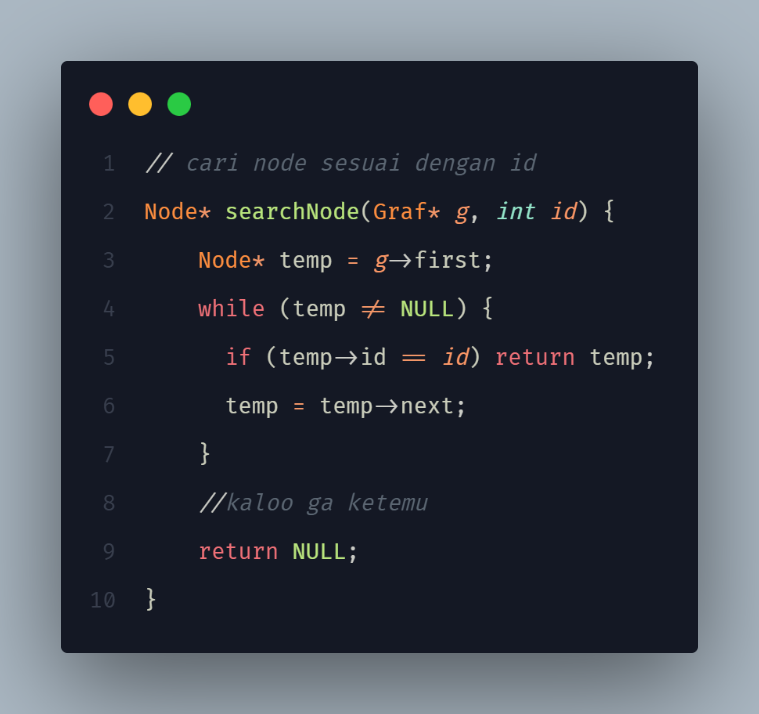 1 // cari node sesuai dengan id
2 Node* searchNode(Graf* g, int id) {
3 Node* temp = g->first;
4 while (temp != NULL) {
5 if (temp->id == id) return temp;
6 temp = temp->next;
7 }
8 //kaloo ga ketemu
9 return NULL;
10 }